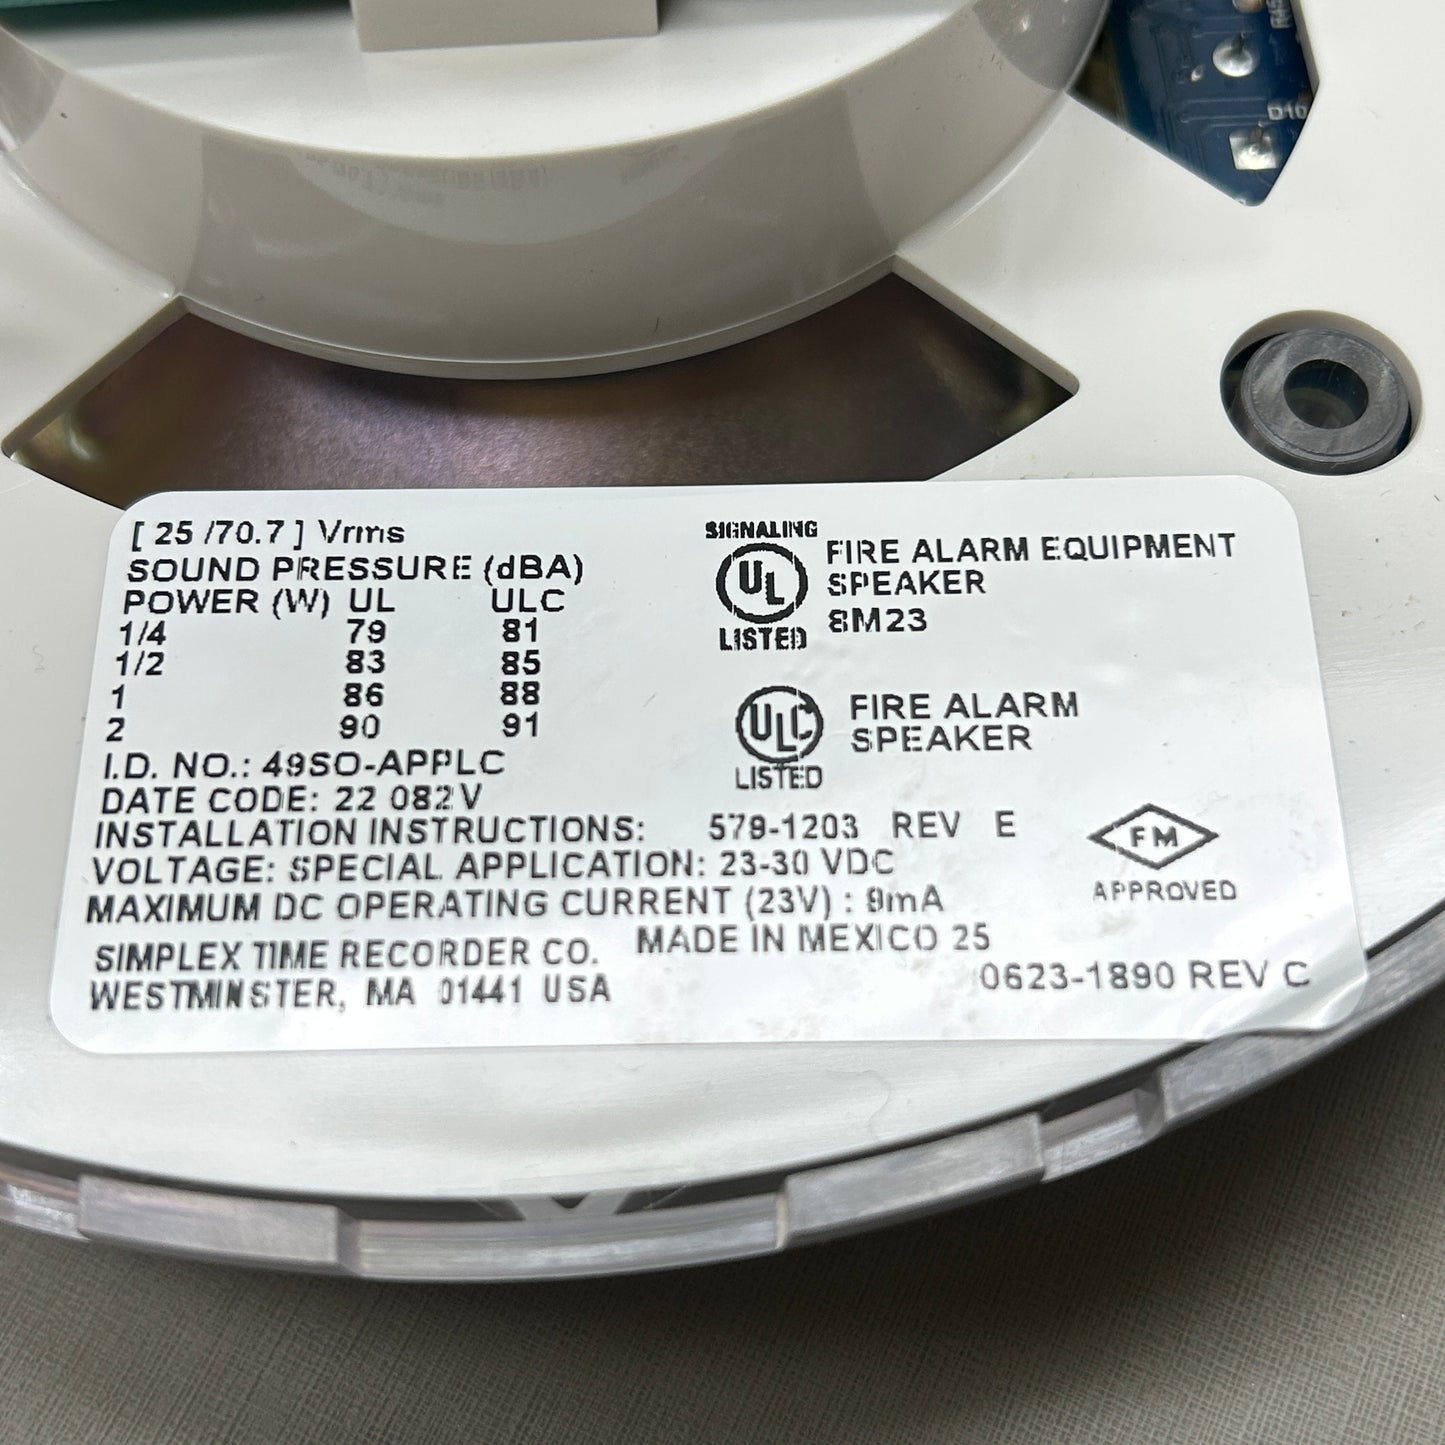 R45
D10
[ 25 /70.7 ] Vrms
SOUND PRESSURE (dBA)
POWER (W) UL ULC
1/4 79 81
1/2 83 85
1 86 88
2 90 91
I.D. NO.: 49SO-APPLC
DATE CODE: 22 082V
INSTALLATION INSTRUCTIONS: 579-1203 REV E
VOLTAGE: SPECIAL APPLICATION: 23-30 VDC
MAXIMUM DC OPERATING CURRENT (23V) : 9mA
SIMPLEX TIME RECORDER CO. MADE IN MEXICO 25
WESTMINSTER, MA 01441 USA
0623-1890 REV C
SIGNALING
UL
LISTED
FIRE ALARM EQUIPMENT
SPEAKER
8M23
ULC
LISTED
FIRE ALARM
SPEAKER
FM
APPROVED